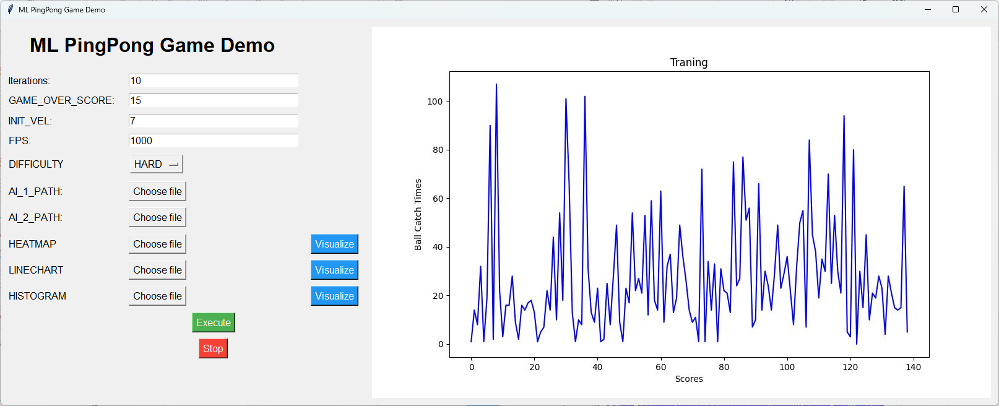 ML PingPong Game Demo
ML PingPong Game Demo
Iterations: 10
GAME_OVER_SCORE: 15
INIT_VEL: 7
FPS: 1000
DIFFICULTY HARD
AI_1_PATH: Choose file
AI_2_PATH: Choose file
HEATMAP Choose file Visualize
LINECHART Choose file Visualize
HISTOGRAM Choose file Visualize
Execute
Stop
Traning
100
80
60
40
20
0
Ball Catch Times
0 20 40 60 80 100 120 140
Scores